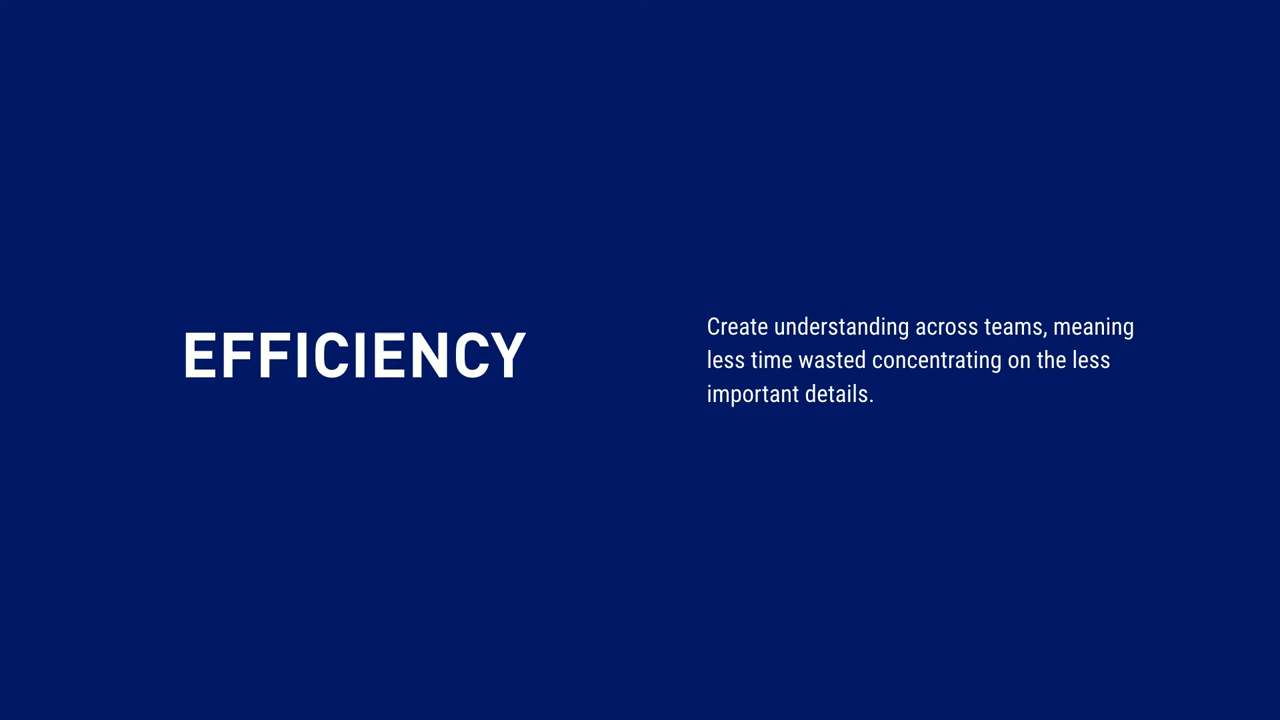 EFFICIENCY
Create understanding across teams, meaning
less time wasted concentrating on the less
important details.